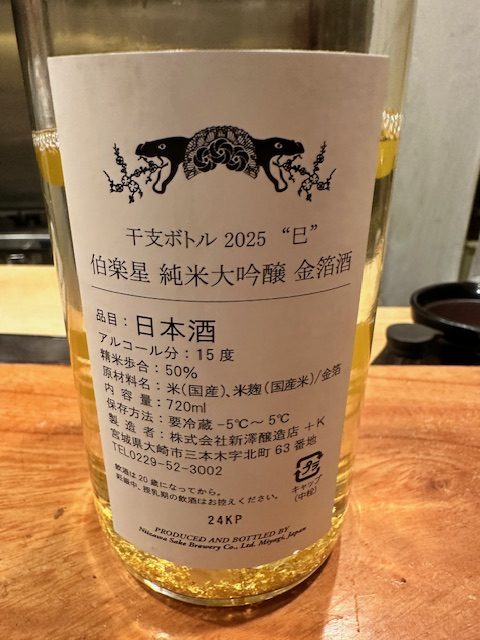 干支ボトル 2025 “巳”
伯楽星 純米大吟醸 金箔酒
品目：日本酒
アルコール分：15度
精米歩合：50%
原材料名：米(国産)、米麹(国産米)/金箔
内容量：720ml
保存方法：要冷蔵 -5℃～5℃
製造者：株式会社新澤醸造店 +K
宮城県大崎市三本木字北町63番地
TEL0229-52-3002
飲酒は20歳になってから。
妊娠中、授乳期の飲酒はお控えください。
プラ
キャップ
(中栓)
24KP
PRODUCED AND BOTTLED BY
Niizawa Sake Brewery Co., Ltd. Miyagi, Japan